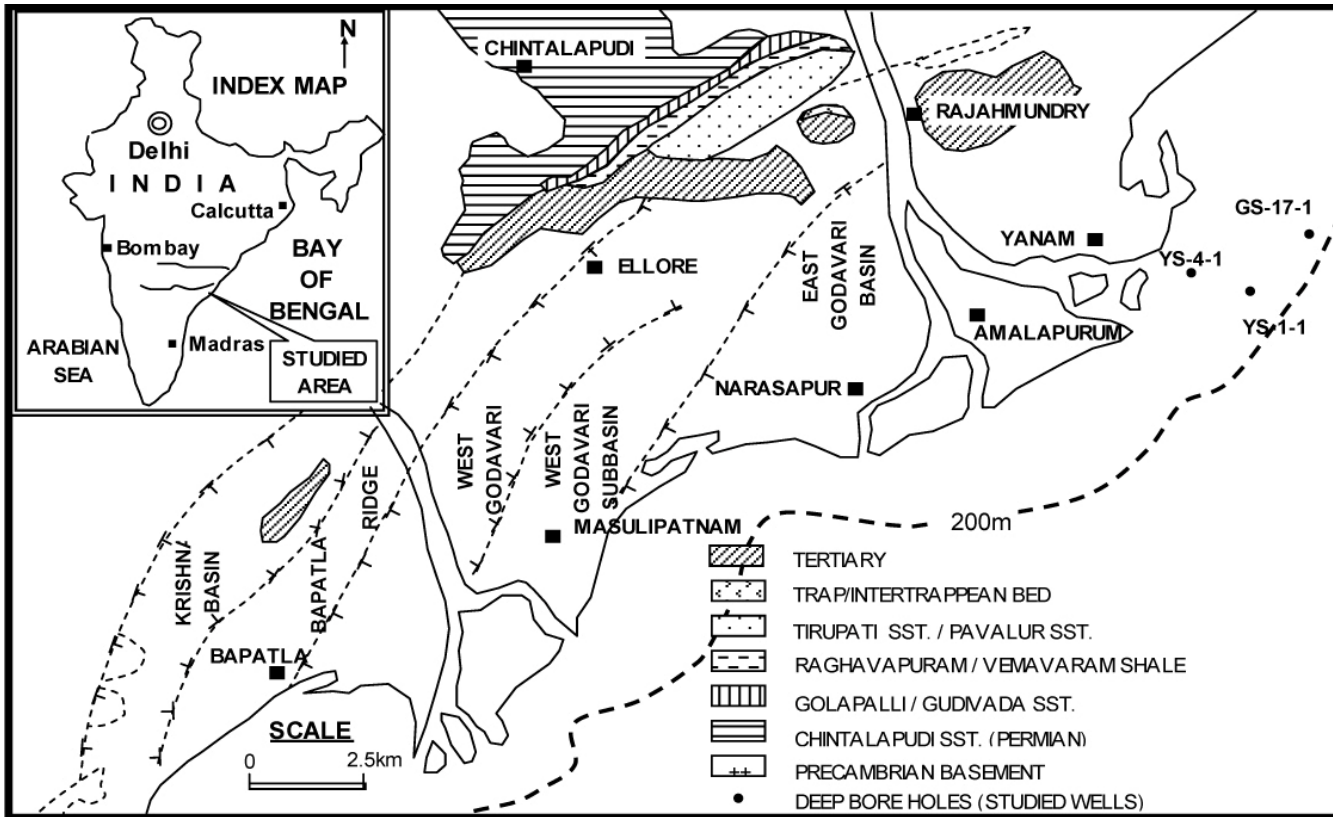 N
INDEX MAP
Delhi
INDIA
Calcutta
Bombay
BAY
OF
BENGAL
Madras
ARABIAN
SEA
STUDIED
AREA
CHINTALAPUDI
RAJAHMUNDRY
GS-17-1
YANAM
YS-4-1
ELLORE
EAST
GODAVARI
BASIN
AMALAPURUM
YS-1-1
NARASAPUR
WEST
GODAVARI
WEST
GODAVARI
SUBBASIN
MASULIPATNAM
200m
KRISHNA
BASIN
BAPATLA
RIDGE
BAPATLA
SCALE
0 2.5km
TERTIARY
TRAP/INTERTRAPPEAN BED
TIRUPATI SST. / PAVALUR SST.
RAGHAVAPURAM / VEMAVARAM SHALE
GOLAPALLI / GUDIVADA SST.
CHINTALAPUDI SST. (PERMIAN)
PRECAMBRIAN BASEMENT
DEEP BORE HOLES (STUDIED WELLS)